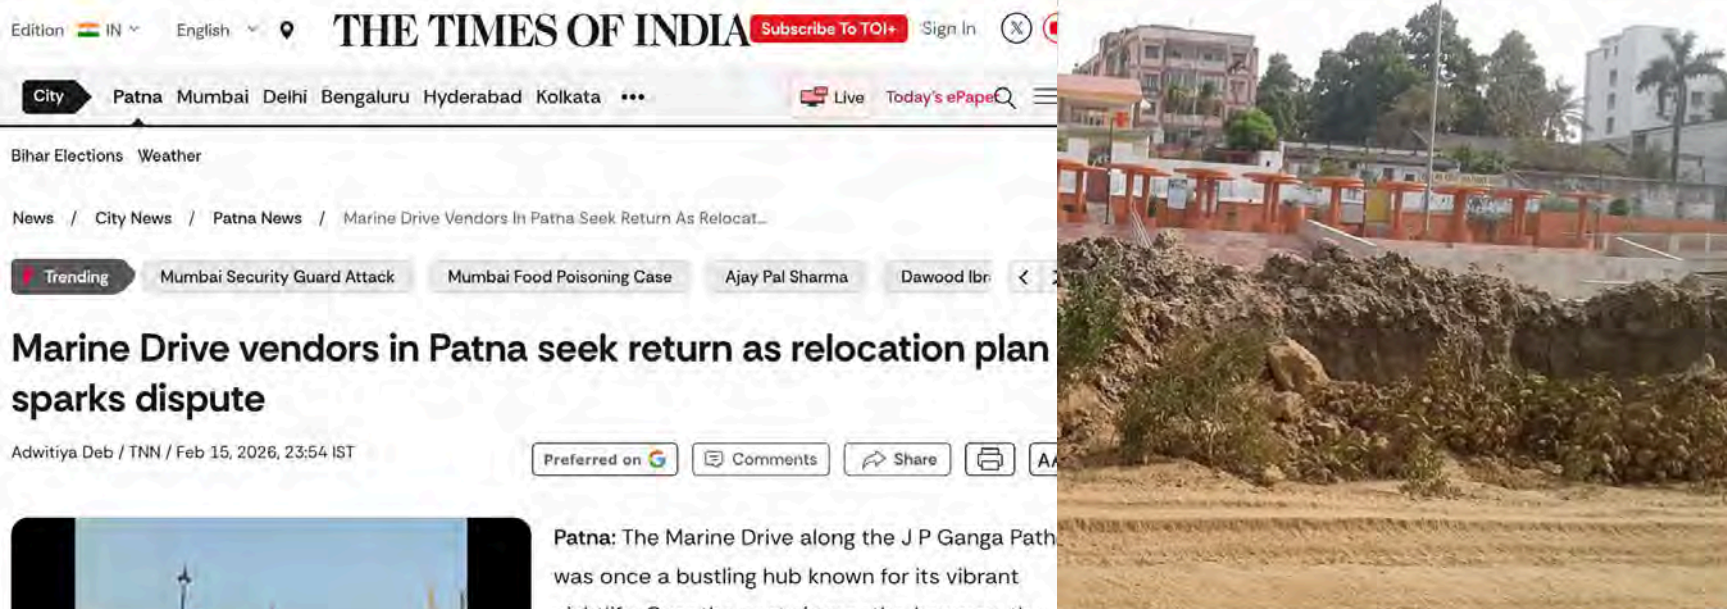 Edition IN English THE TIMES OF INDIA Subscribe To TOI+ Sign In X
City Patna Mumbai Delhi Bengaluru Hyderabad Kolkata ••• Live Today's ePape
Bihar Elections Weather
News / City News / Patna News / Marine Drive Vendors In Patna Seek Return As Relocat...
Trending Mumbai Security Guard Attack Mumbai Food Poisoning Case Ajay Pal Sharma Dawood Ibr
Marine Drive vendors in Patna seek return as relocation plan
sparks dispute
Adwitiya Deb / TNN / Feb 15, 2026, 23:54 IST
Preferred on G Comments Share AA
Patna: The Marine Drive along the J P Ganga Path
was once a bustling hub known for its vibrant